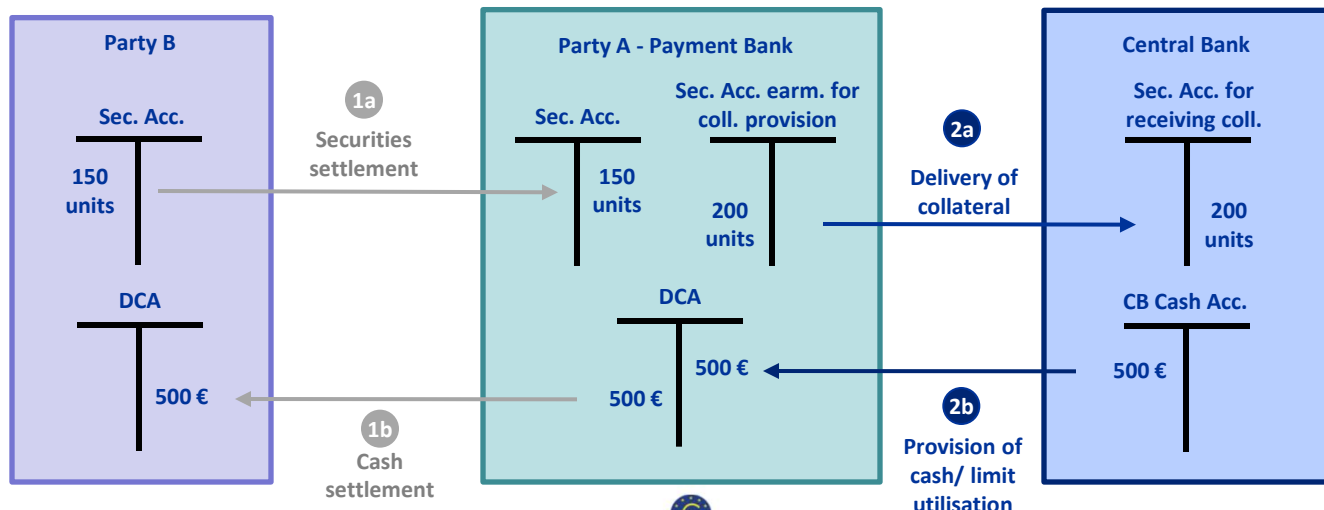 Party B
Sec. Acc.
150
units
DCA
500 €
1a
Securities
settlement
1b
Cash
settlement
Party A - Payment Bank
Sec. Acc.
150
units
Sec. Acc. earm. for
coll. provision
200
units
DCA
500 €
500 €
2a
Delivery of
collateral
2b
Provision of
cash/ limit
utilisation
Central Bank
Sec. Acc. for
receiving coll.
200
units
CB Cash Acc.
500 €